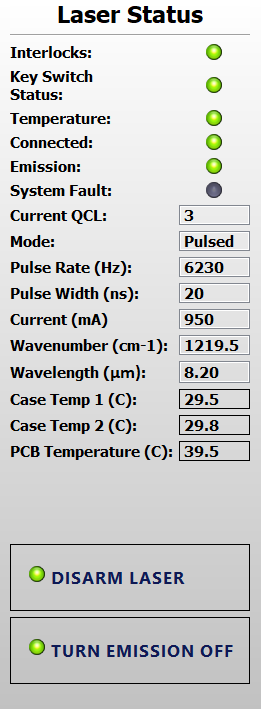 Laser Status
Interlocks:
Key Switch
Status:
Temperature:
Connected:
Emission:
System Fault:
Current QCL: 3
Mode: Pulsed
Pulse Rate (Hz): 6230
Pulse Width (ns): 20
Current (mA) 950
Wavenumber (cm-1): 1219.5
Wavelength (µm): 8.20
Case Temp 1 (C): 29.5
Case Temp 2 (C): 29.8
PCB Temperature (C): 39.5
DISARM LASER
TURN EMISSION OFF